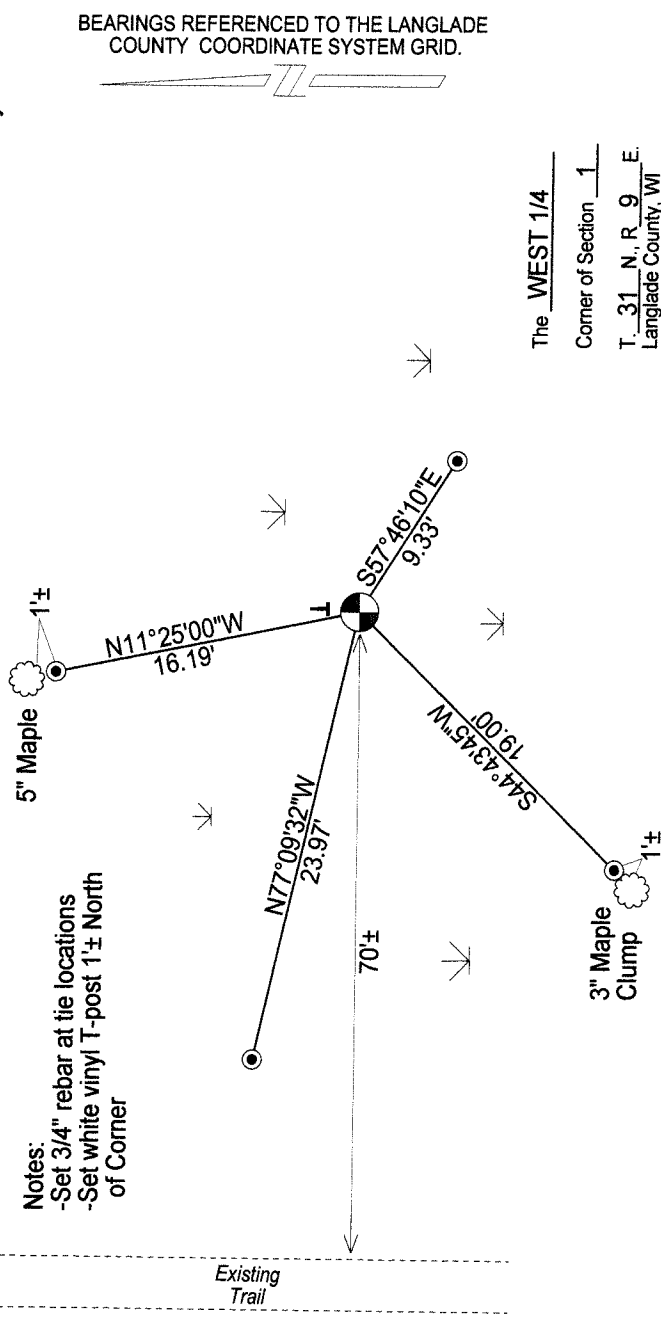 BEARINGS REFERENCED TO THE LANGLADE
COUNTY COORDINATE SYSTEM GRID.
The WEST 1/4
Corner of Section 1
T. 31 N., R 9 E.
Langlade County, WI
5" Maple
1'±
N11°25'00"W
16.19'
T
S57°46'10"E
9.33'
N77°09'32"W
23.97'
S44°43'45"W
19.00'
70'±
3" Maple
Clump
1'±
Notes:
-Set 3/4" rebar at tie locations
-Set white vinyl T-post 1'± North
of Corner
Existing
Trail